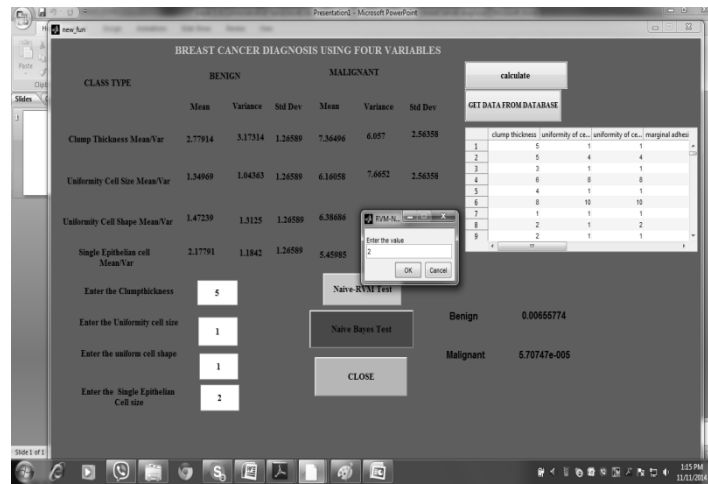 Presentation1 - Microsoft PowerPoint
new_fun
Paste
Slides
BREAST CANCER DIAGNOSIS USING FOUR VARIABLES
CLASS TYPE
BENIGN
MALIGNANT
Mean Variance Std Dev Mean Variance Std Dev
Clump Thickness Mean/Var 2.77914 3.17314 1.26589 7.36496 6.057 2.56358
Uniformity Cell Size Mean/Var 1.34969 1.04363 1.26589 6.16058 7.6652 2.56358
Uniformity Cell Shape Mean/Var 1.47239 1.3125 1.26589 6.38686
Single Epithelian cell
Mean/Var
2.17791 1.1842 1.26589 5.45985
calculate
GET DATA FROM DATABASE
clump thickness uniformity of ce... uniformity of ce... marginal adhesi
1 5 1 1
2 5 4 4
3 3 1 1
4 6 8 8
5 4 1 1
6 8 10 10
7 1 1 1
8 2 1 2
9 2 1 1
RVM-N...
Enter the value
2
OK Cancel
Enter the Clumpthickness 5
Enter the Uniformity cell size 1
Enter the uniform cell shape 1
Enter the Single Epithelian
Cell size
2
Naive-RVM Test
Naive Bayes Test
CLOSE
Benign 0.00655774
Malignant 5.70747e-005
Slide 1 of 1
1:15 PM
11/11/2014